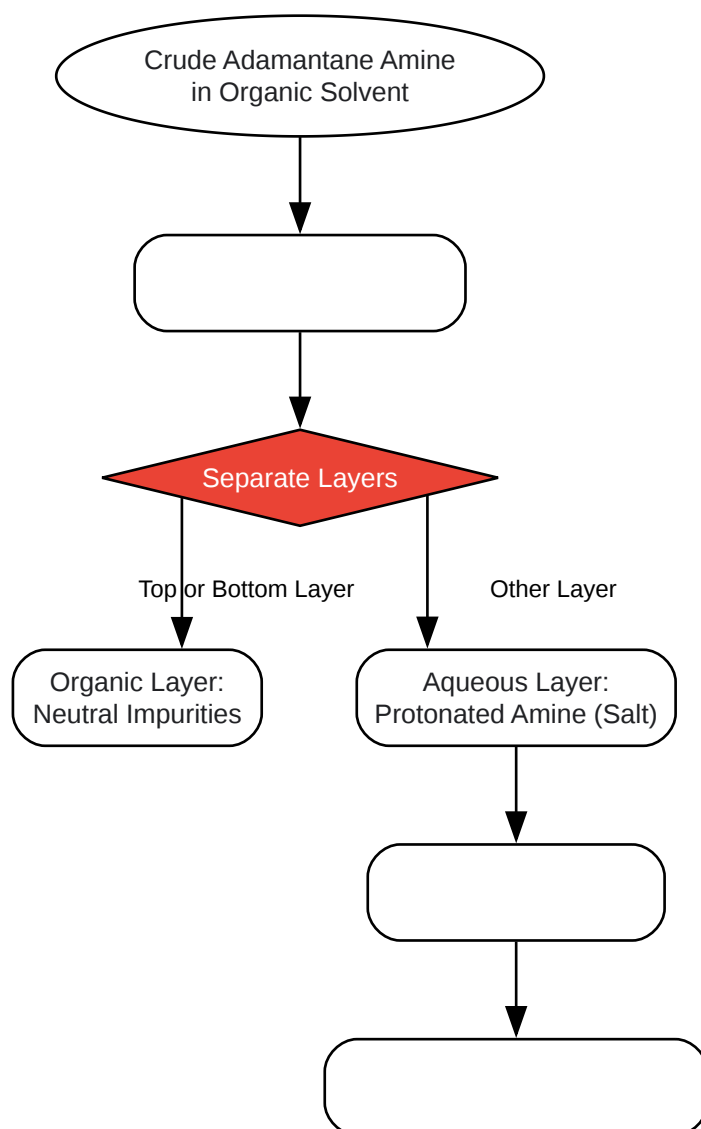 Crude Adamantane Amine
in Organic Solvent
Separate Layers
Top or Bottom Layer
Other Layer
Organic Layer:
Neutral Impurities
Aqueous Layer:
Protonated Amine (Salt)